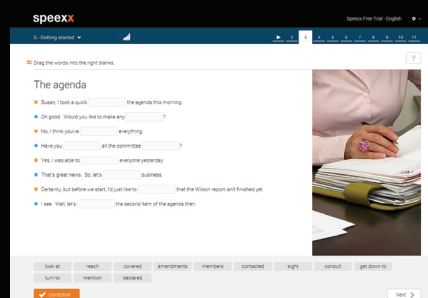 speexx
Speexx Free Trial - English
5 - Getting started
2 3 4 5 6 7 8 9 10 11
Drag the words into the right blanks.
?
The agenda
Susan, I took a quick the agenda this morning.
Oh good. Would you like to make any ?
No, I think you've everything.
Have you all the committee ?
Yes, I was able to everyone yesterday.
That's great news. So, let's business.
Certainly, but before we start, I'd just like to that the Wilson report isn't finished yet.
I see. Well, let's the second item of the agenda then.
look at reach covered amendments members contacted sight consult get down to
turn to mention declared
Correction
Next